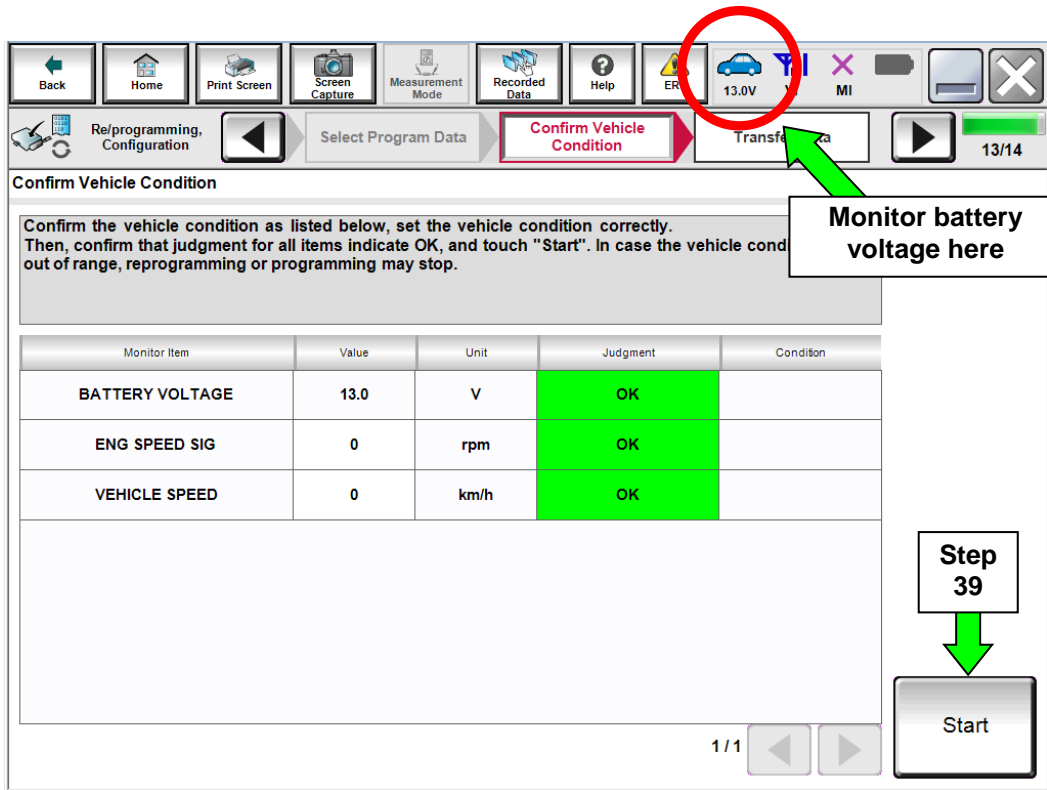 Back
Home
Print Screen
Screen
Capture
Measurement
Mode
Recorded
Data
Help
13.0V
MI
Re/programming,
Configuration
Select Program Data
Confirm Vehicle
Condition
13/14
Confirm Vehicle Condition
Monitor battery
voltage here
Confirm the vehicle condition as listed below, set the vehicle condition correctly.
Then, confirm that judgment for all items indicate OK, and touch "Start". In case the vehicle
out of range, reprogramming or programming may stop.
Monitor Item Value Unit Judgment Condition
BATTERY VOLTAGE 13.0 V OK
ENG SPEED SIG 0 rpm OK
VEHICLE SPEED 0 km/h OK
Step
39
Start
1/1